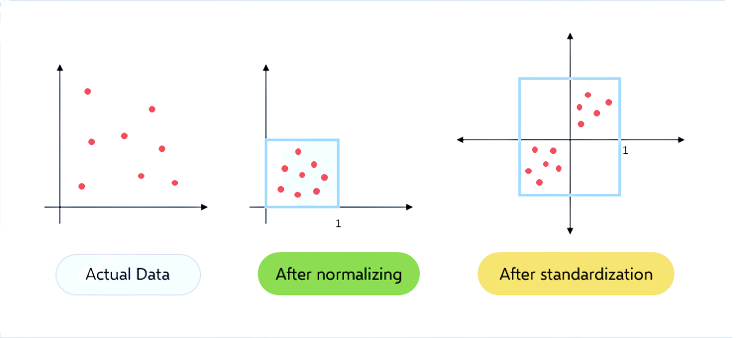 1
1
Actual Data
After normalizing
After standardization